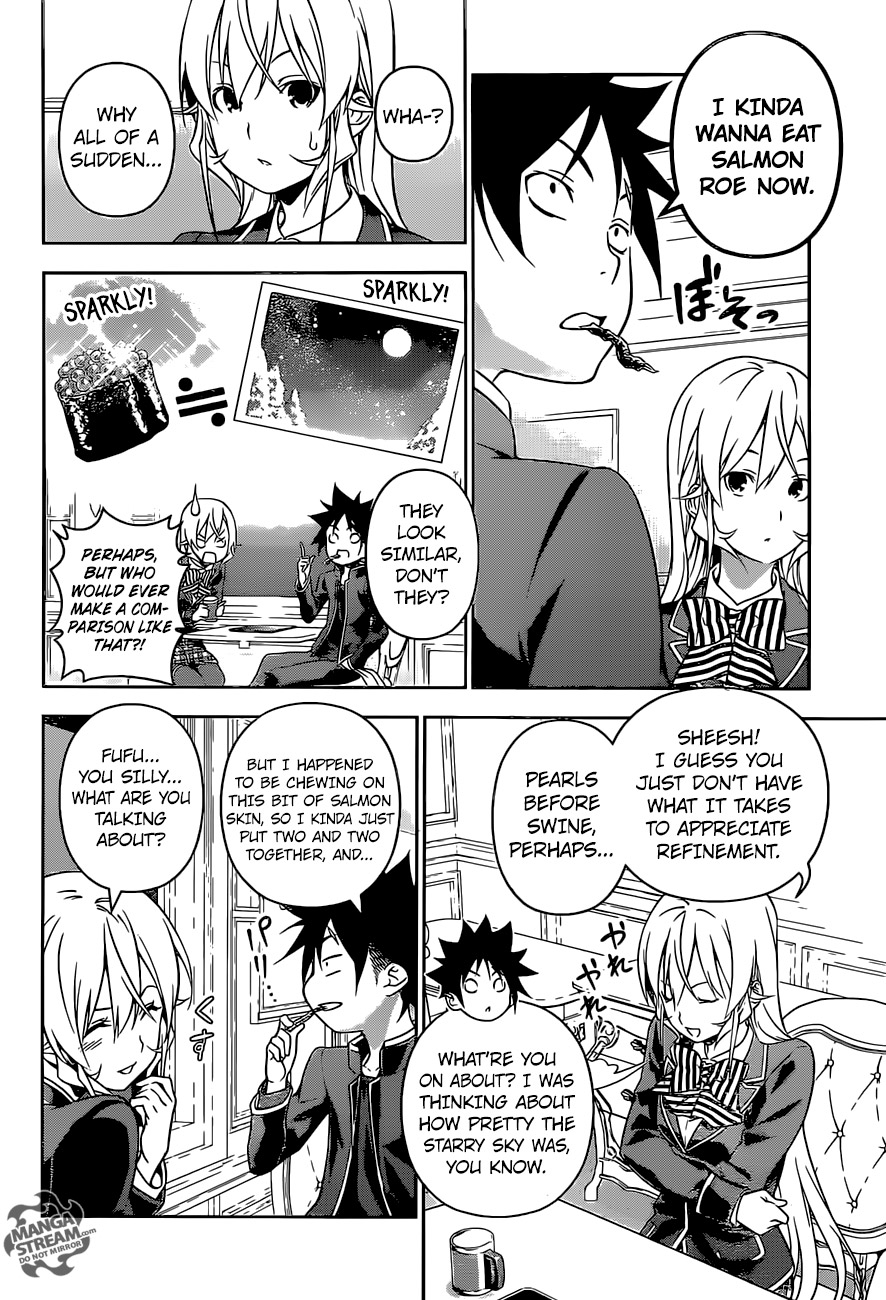 I KINDA
WANNA EAT
SALMON
ROE NOW.
ぼそっ
WHA-?
WHY
ALL OF A
SUDDEN...
SPARKLY!
SPARKLY!
≒
THEY
LOOK
SIMILAR,
DON'T
THEY?
PERHAPS,
BUT WHO
WOULD EVER
MAKE A COM-
PARISON LIKE
THAT?!
SHEESH!
I GUESS YOU
JUST DON'T HAVE
WHAT IT TAKES
TO APPRECIATE
REFINEMENT.
PEARLS
BEFORE
SWINE,
PERHAPS...
やれ
やれ
WHAT'RE YOU
ON ABOUT? I WAS
THINKING ABOUT
HOW PRETTY THE
STARRY SKY WAS,
YOU KNOW.
BUT I HAPPENED
TO BE CHEWING ON
THIS BIT OF SALMON
SKIN, SO I KINDA JUST
PUT TWO AND TWO
TOGETHER, AND...
FUFU...
YOU SILLY...
WHAT ARE YOU
TALKING
ABOUT?
くす
MANGA
STREAM.com
DO NOT MIRROR!